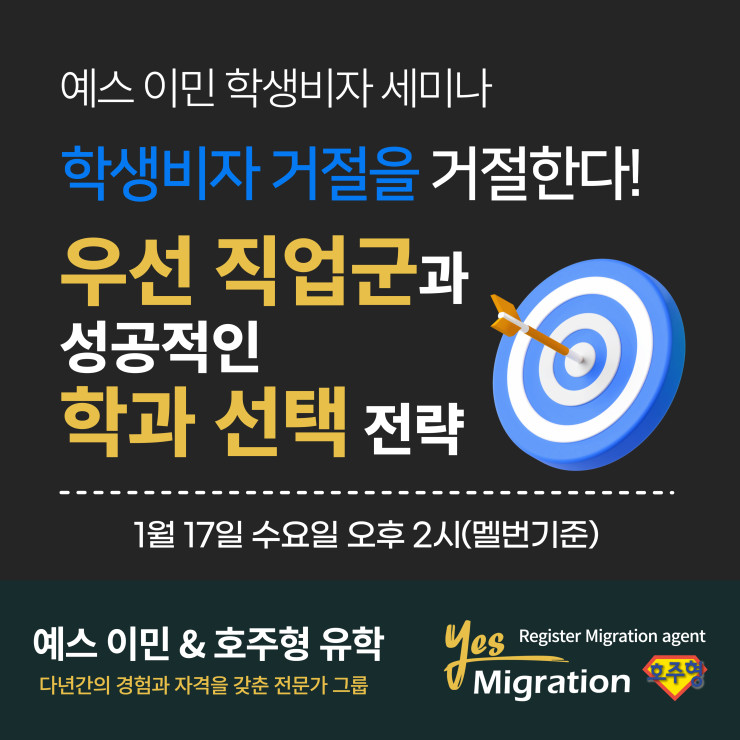 예스 이민 학생비자 세미나
학생비자 거절을 거절한다!
우선 직업군과
성공적인
학과 선택 전략
1월 17일 수요일 오후 2시(멜번기준)
예스 이민 & 호주형 유학
다년간의 경험과 자격을 갖춘 전문가 그룹
Yes
Register Migration agent
Migration
호주형